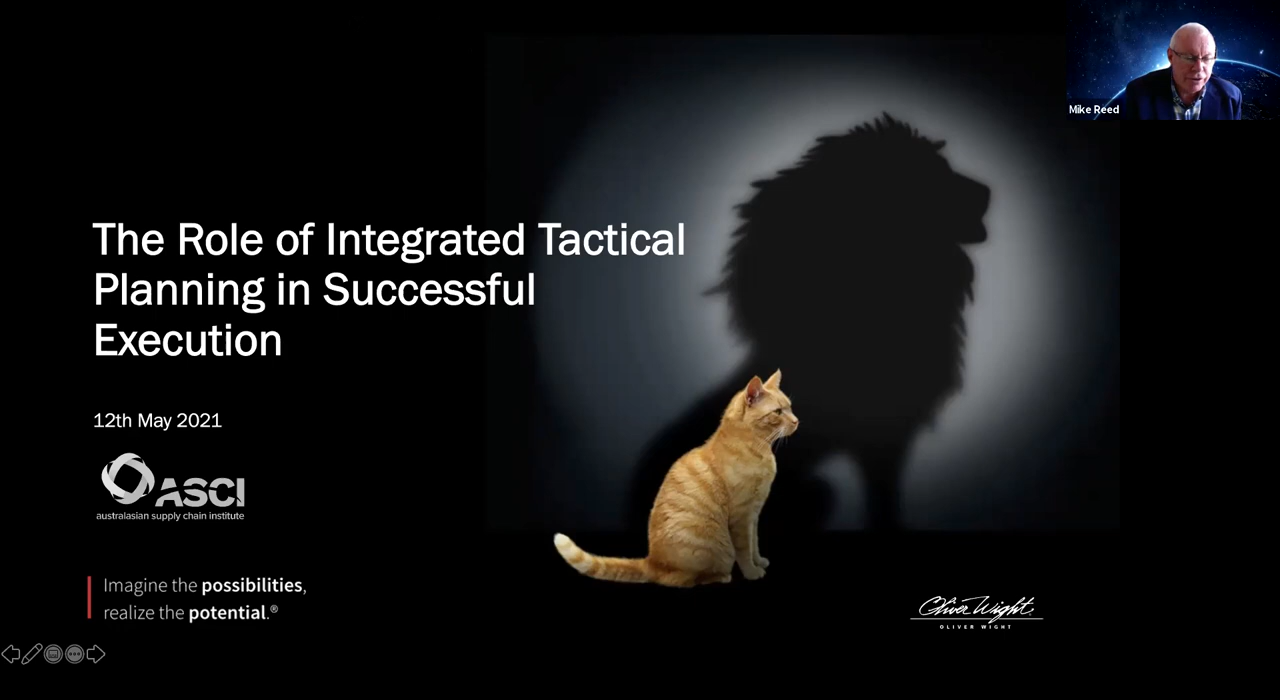 Mike Reed
The Role of Integrated Tactical
Planning in Successful
Execution
12th May 2021
ASCI
australasian supply chain institute
Imagine the possibilities,
realize the potential.®
Oliver Wight
OLIVER WIGHT